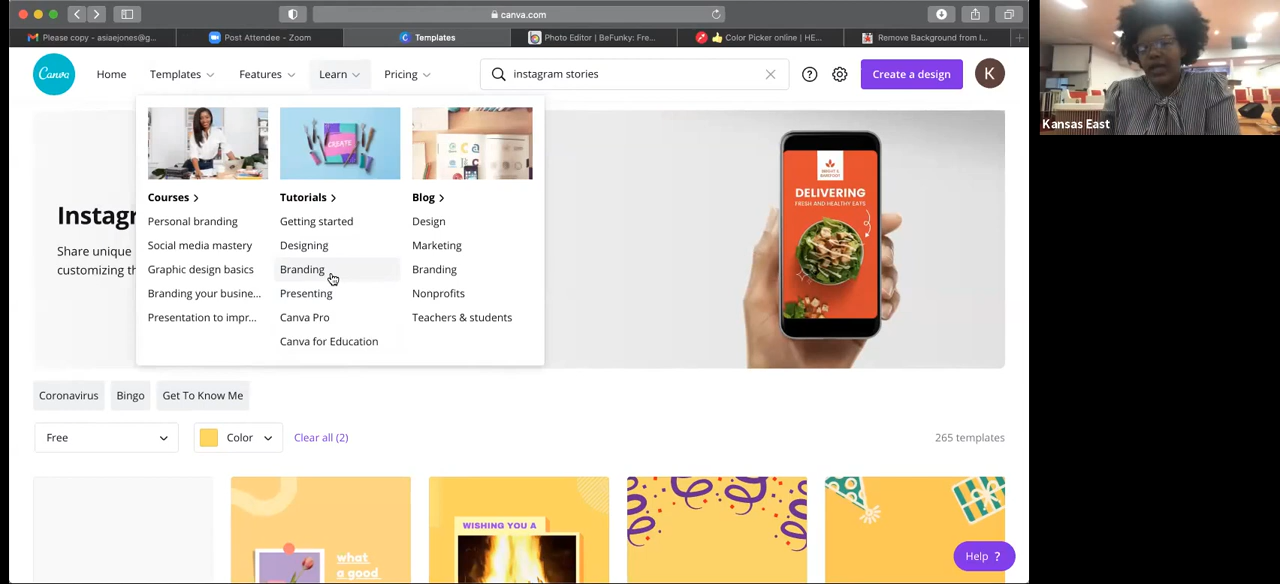 canva.com
Please copy - asiaejones@g...
Post Attendee - Zoom
Templates
Photo Editor | BeFunky: Fre...
Color Picker online | HE...
Remove Background from I...
Canva
Home
Templates
Features
Learn
Pricing
instagram stories
Create a design
K
Kansas East
Courses
Personal branding
Social media mastery
Graphic design basics
Branding your busine...
Presentation to impr...
Tutorials
Getting started
Designing
Branding
Presenting
Canva Pro
Canva for Education
Blog
Design
Marketing
Branding
Nonprofits
Teachers & students
CREATE
Instagr
Share unique
customizing th
DELIVERING
FRESH AND HEALTHY EATS
Coronavirus
Bingo
Get To Know Me
Free
Color
Clear all (2)
265 templates
what
a good
WISHING YOU A
Help ?